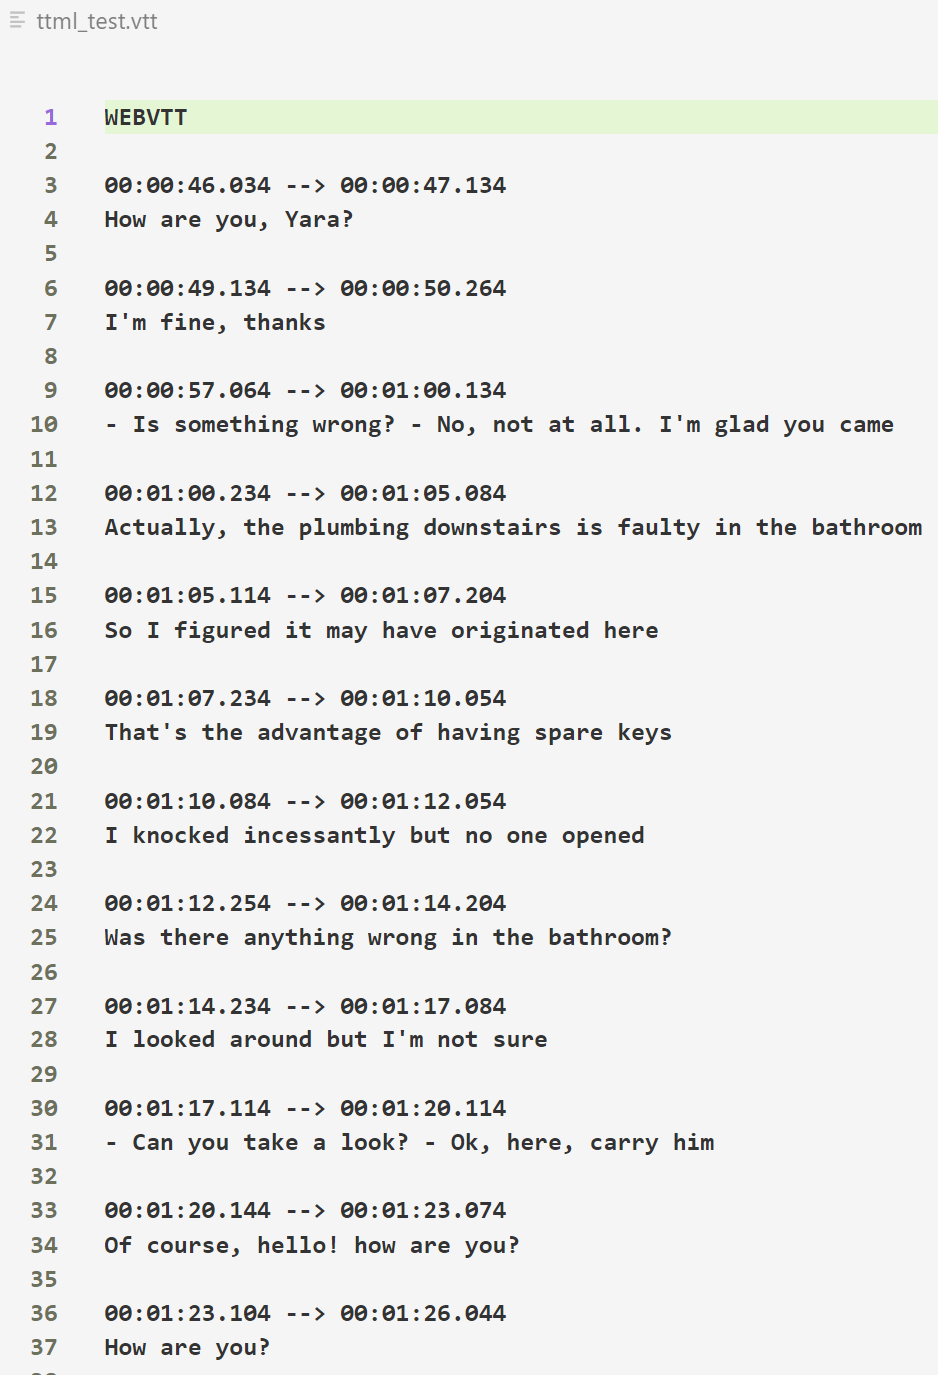 ttml_test.vtt
1 WEBVTT
2
3 00:00:46.034 --> 00:00:47.134
4 How are you, Yara?
5
6 00:00:49.134 --> 00:00:50.264
7 I'm fine, thanks
8
9 00:00:57.064 --> 00:01:00.134
10 - Is something wrong? - No, not at all. I'm glad you came
11
12 00:01:00.234 --> 00:01:05.084
13 Actually, the plumbing downstairs is faulty in the bathroom
14
15 00:01:05.114 --> 00:01:07.204
16 So I figured it may have originated here
17
18 00:01:07.234 --> 00:01:10.054
19 That's the advantage of having spare keys
20
21 00:01:10.084 --> 00:01:12.054
22 I knocked incessantly but no one opened
23
24 00:01:12.254 --> 00:01:14.204
25 Was there anything wrong in the bathroom?
26
27 00:01:14.234 --> 00:01:17.084
28 I looked around but I'm not sure
29
30 00:01:17.114 --> 00:01:20.114
31 - Can you take a look? - Ok, here, carry him
32
33 00:01:20.144 --> 00:01:23.074
34 Of course, hello! how are you?
35
36 00:01:23.104 --> 00:01:26.044
37 How are you?